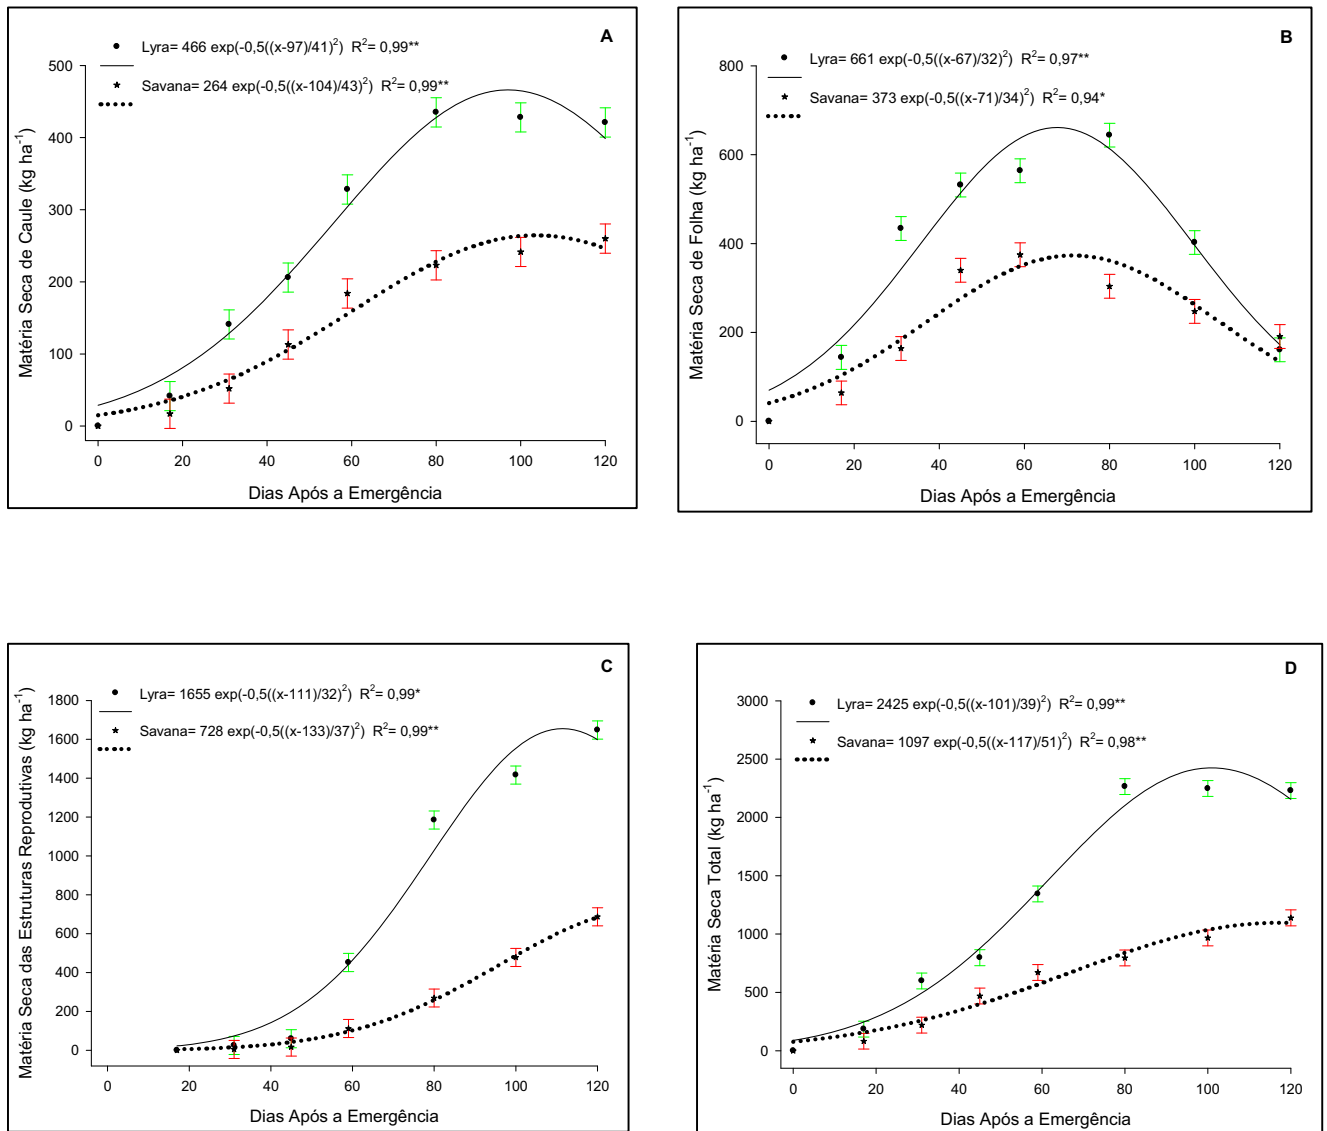 A
Lyra= 466 exp(-0,5((x-97)/41)²) R²= 0,99**
Savana= 264 exp(-0,5((x-104)/43)²) R²= 0,99**
Matéria Seca de Caule (kg ha⁻¹)
500
400
300
200
100
0
0 20 40 60 80 100 120
Dias Após a Emergência
B
Lyra= 661 exp(-0,5((x-67)/32)²) R²= 0,97**
Savana= 373 exp(-0,5((x-71)/34)²) R²= 0,94*
Matéria Seca de Folha (kg ha⁻¹)
800
600
400
200
0
0 20 40 60 80 100 120
Dias Após a Emergência
C
Lyra= 1655 exp(-0,5((x-111)/32)²) R²= 0,99*
Savana= 728 exp(-0,5((x-133)/37)²) R²= 0,99**
Matéria Seca das Estruturas Reprodutivas (kg ha⁻¹)
1800
1600
1400
1200
1000
800
600
400
200
0
0 20 40 60 80 100 120
Dias Após a Emergência
D
Lyra= 2425 exp(-0,5((x-101)/39)²) R²= 0,99**
Savana= 1097 exp(-0,5((x-117)/51)²) R²= 0,98**
Matéria Seca Total (kg ha⁻¹)
3000
2500
2000
1500
1000
500
0
0 20 40 60 80 100 120
Dias Após a Emergência